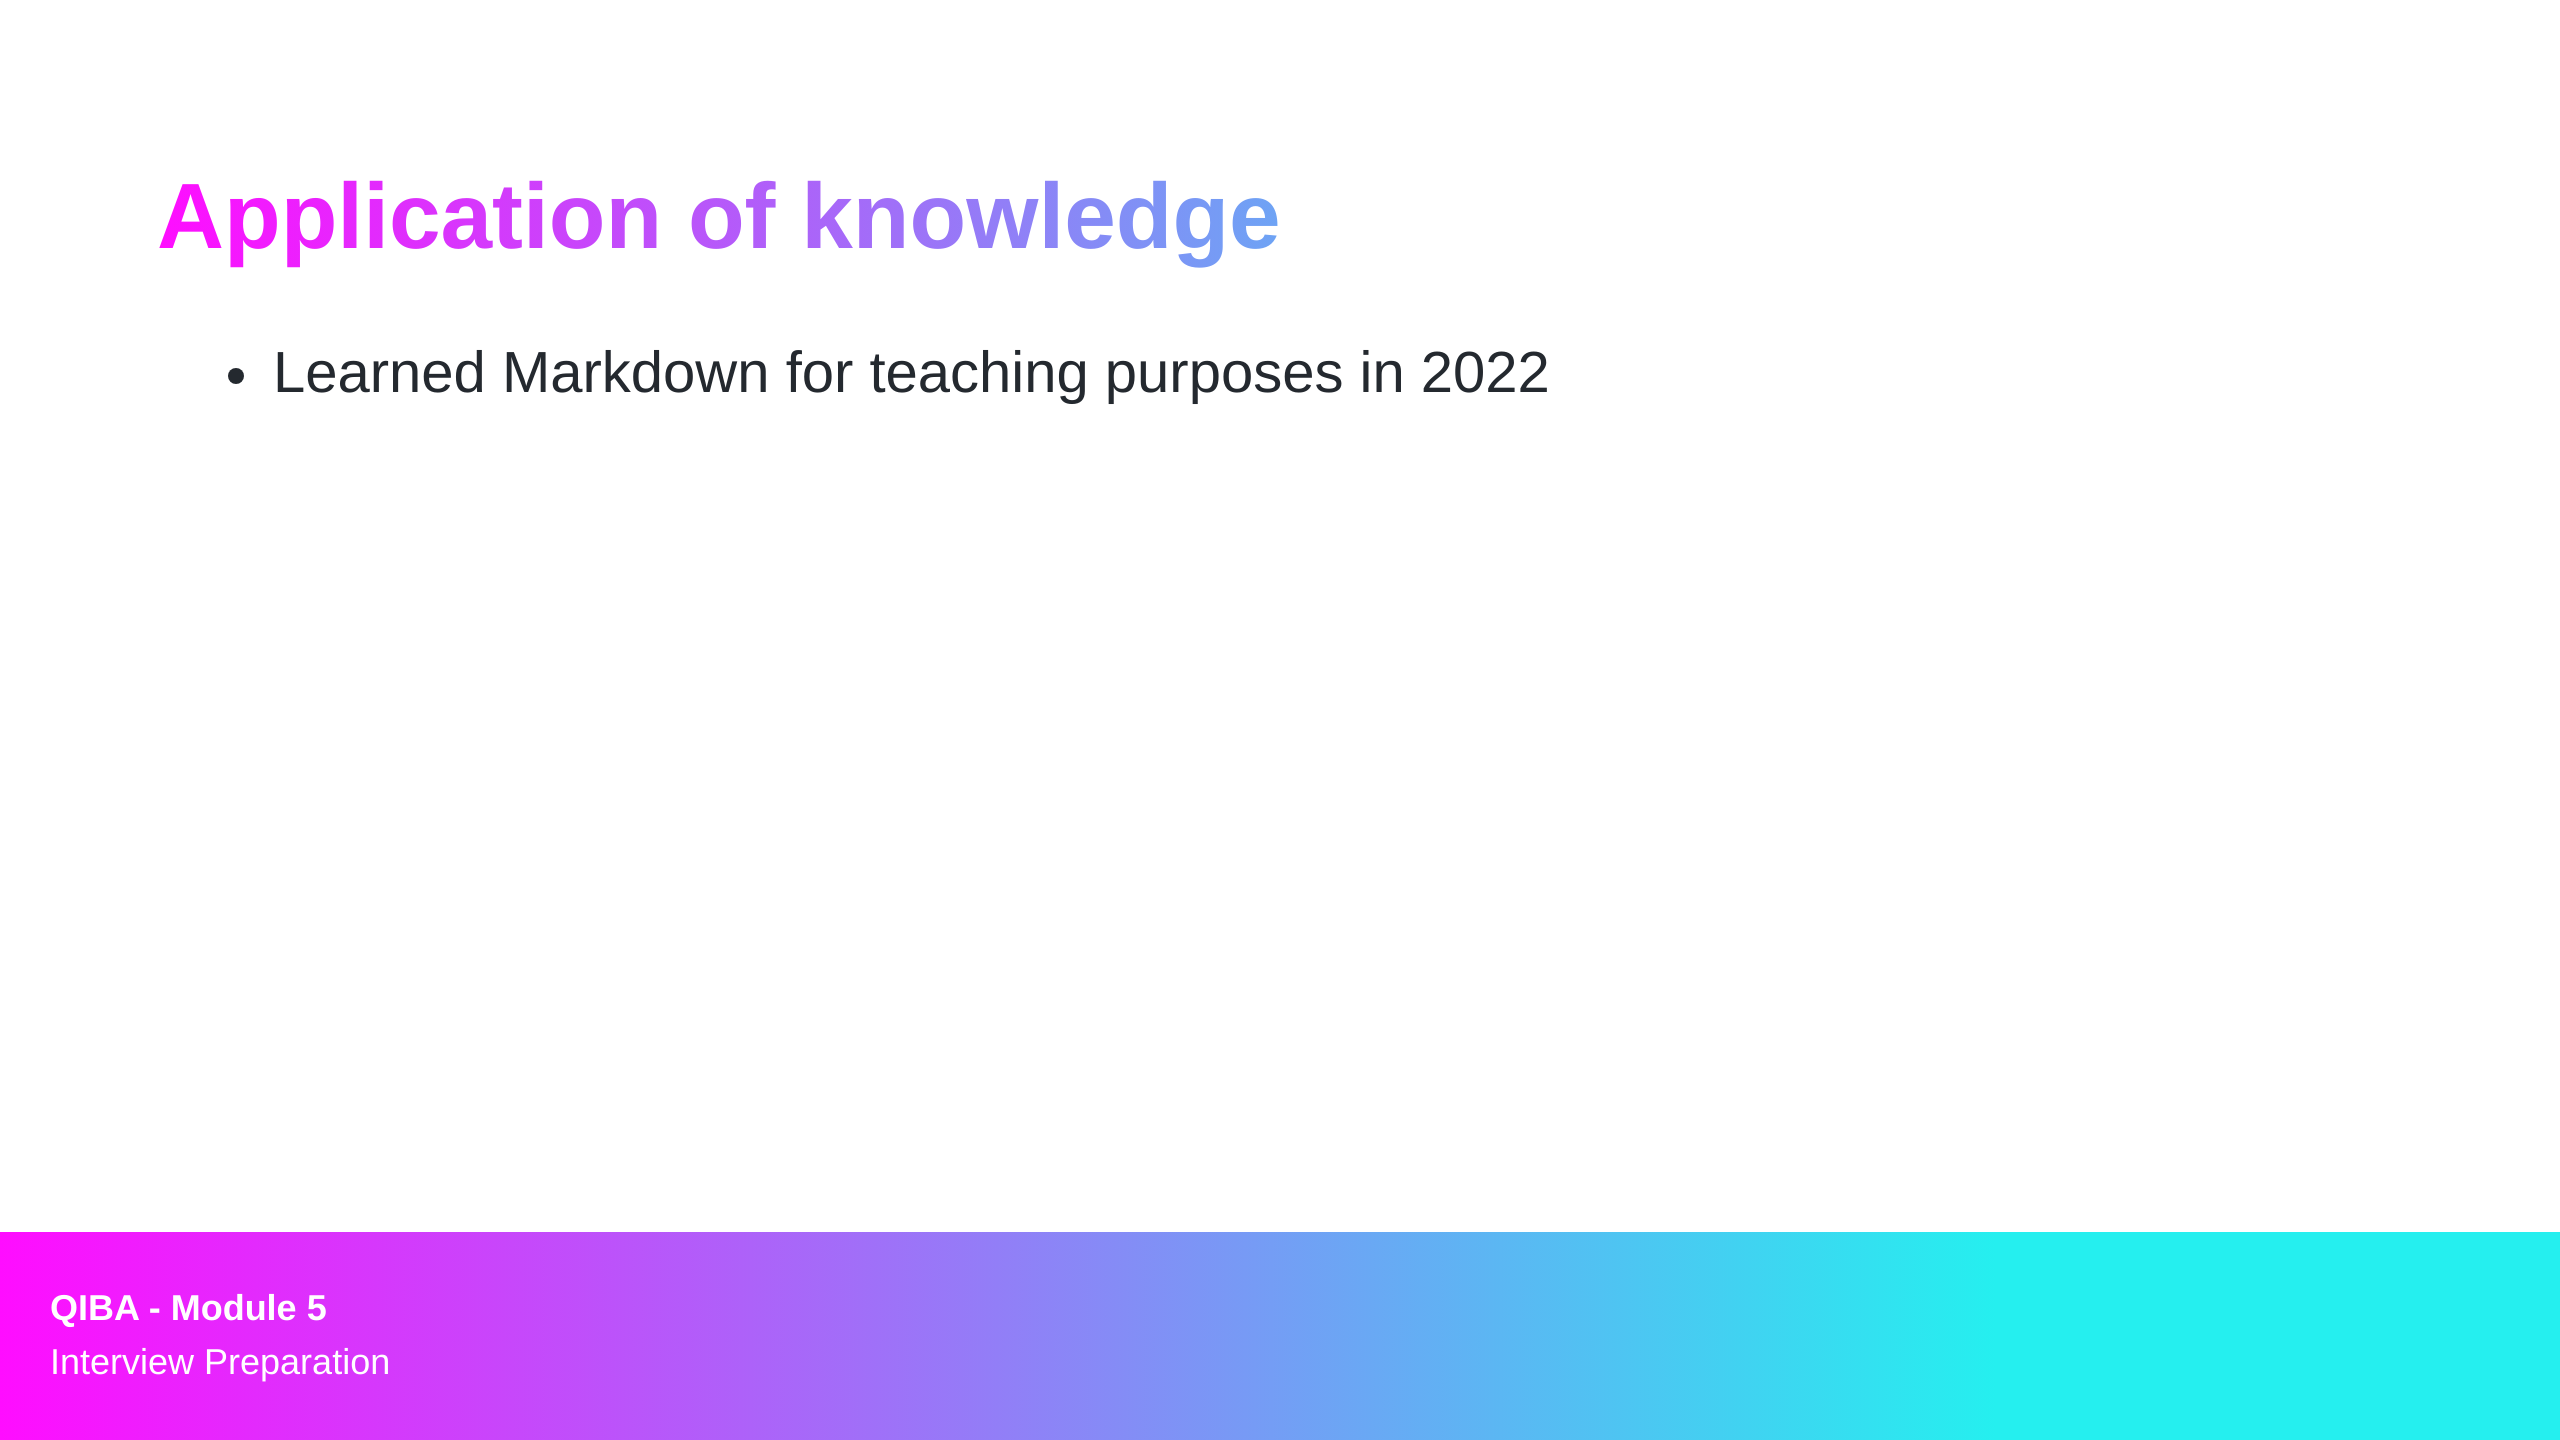 Application of knowledge
• Learned Markdown for teaching purposes in 2022
QIBA - Module 5
Interview Preparation